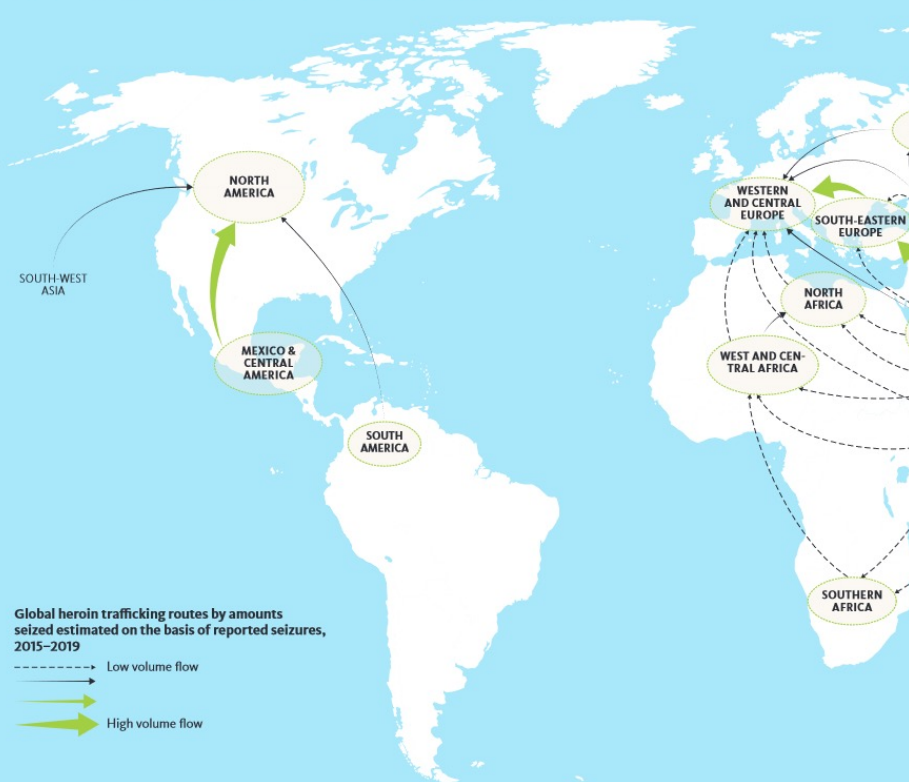 NORTH
AMERICA
WESTERN
AND CENTRAL
EUROPE
SOUTH-EASTERN
EUROPE
SOUTH-WEST
ASIA
NORTH
AFRICA
MEXICO &
CENTRAL
AMERICA
WEST AND CEN-
TRAL AFRICA
SOUTH
AMERICA
SOUTHERN
AFRICA
Global heroin trafficking routes by amounts
seized estimated on the basis of reported seizures,
2015–2019
Low volume flow
High volume flow